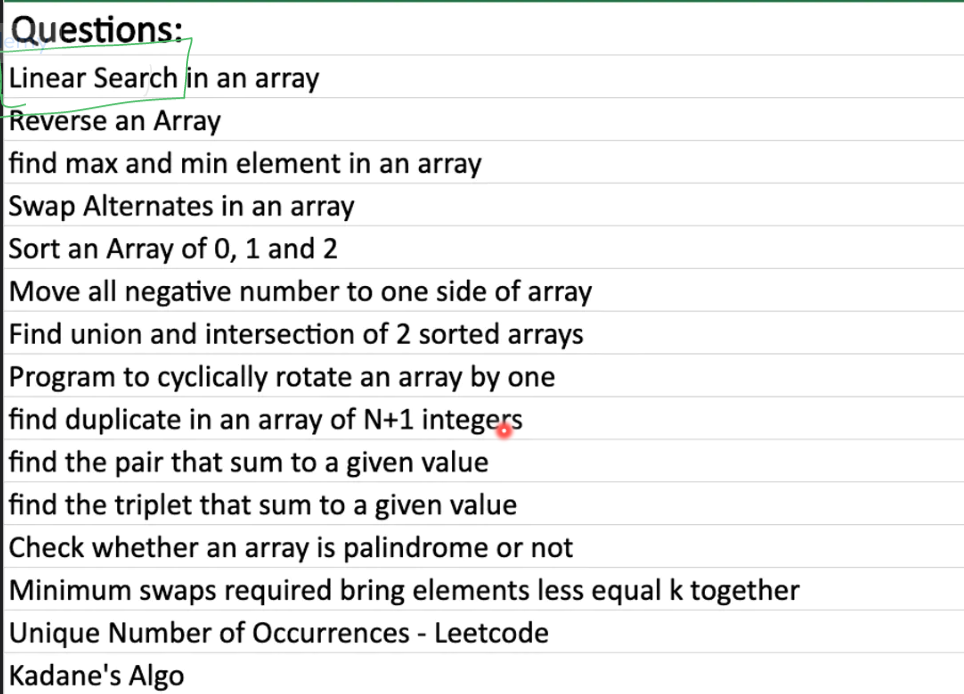 Questions:
Linear Search in an array
Reverse an Array
find max and min element in an array
Swap Alternates in an array
Sort an Array of 0, 1 and 2
Move all negative number to one side of array
Find union and intersection of 2 sorted arrays
Program to cyclically rotate an array by one
find duplicate in an array of N+1 integers
find the pair that sum to a given value
find the triplet that sum to a given value
Check whether an array is palindrome or not
Minimum swaps required bring elements less equal k together
Unique Number of Occurrences - Leetcode
Kadane's Algo